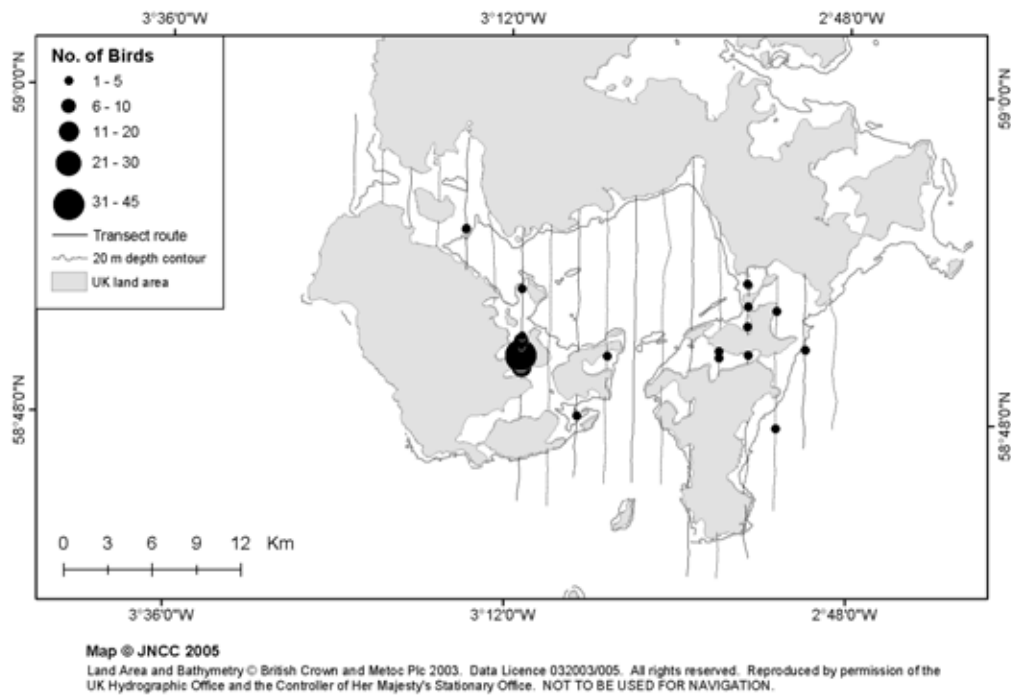 3°36'0"W 3°12'0"W 2°48'0"W
No. of Birds
1 - 5
6 - 10
11 - 20
21 - 30
31 - 45
Transect route
20 m depth contour
UK land area
59°0'0"N
59°0'0"N
58°48'0"N
58°48'0"N
0 3 6 9 12 Km
3°36'0"W 3°12'0"W 2°48'0"W
Map © JNCC 2005
Land Area and Bathymetry © British Crown and Metoc Plc 2003. Data Licence 032003/005. All rights reserved. Reproduced by permission of the
UK Hydrographic Office and the Controller of Her Majesty's Stationary Office. NOT TO BE USED FOR NAVIGATION.